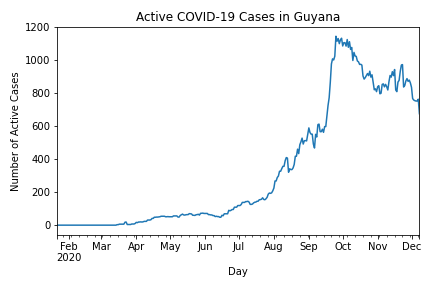 Active COVID-19 Cases in Guyana
1200
1000
800
600
400
200
0
Number of Active Cases
Feb Mar Apr May Jun Jul Aug Sep Oct Nov Dec
2020
Day